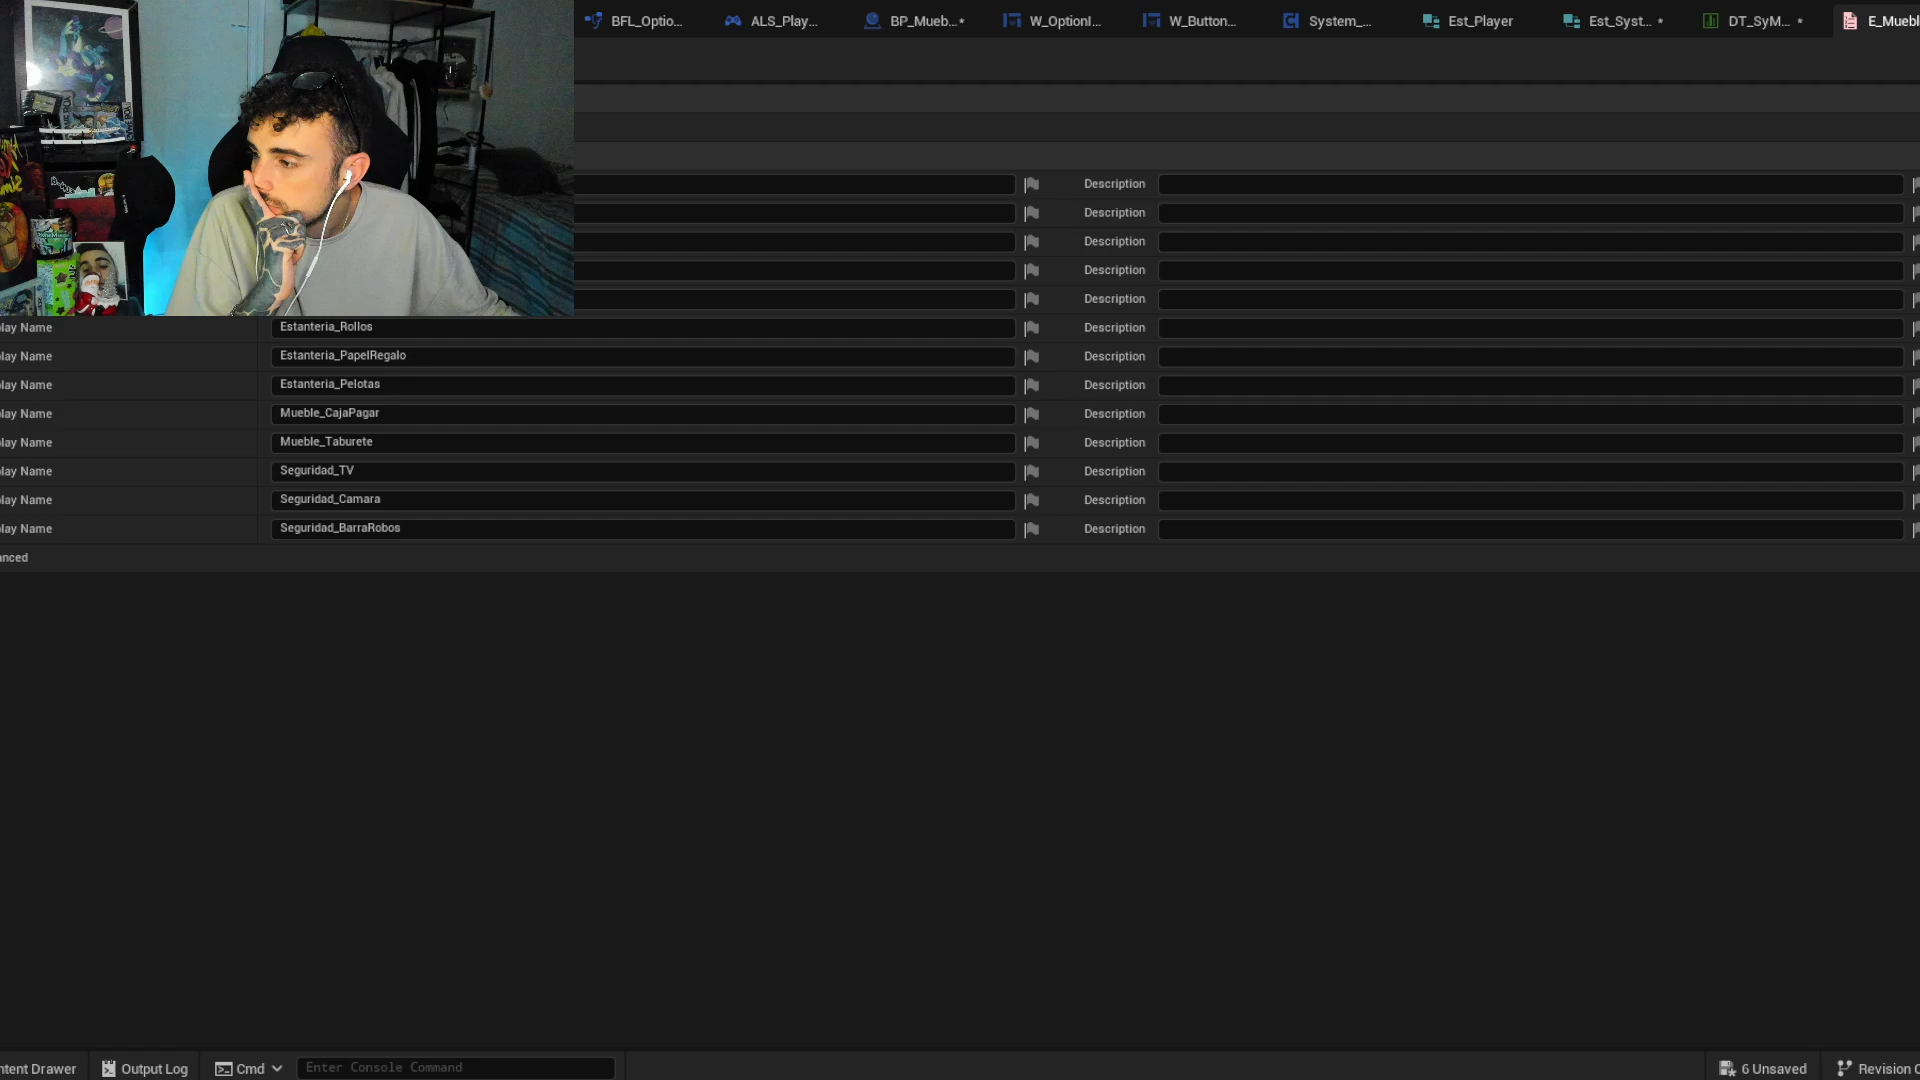 BFL_Optio...
ALS_Play...
BP_Mueb...*
W_OptionI...
W_Button...
System_...
Est_Player
Est_Syst... *
DT_SyM... *
E_Muebl
Description
Description
Description
Description
Description
lay Name Estanteria_Rollos Description
lay Name Estanteria_PapelRegalo Description
lay Name Estanteria_Pelotas Description
lay Name Mueble_CajaPagar Description
lay Name Mueble_Taburete Description
lay Name Seguridad_TV Description
lay Name Seguridad_Camara Description
lay Name Seguridad_BarraRobos Description
anced
ntent Drawer
Output Log
Cmd
Enter Console Command
6 Unsaved
Revision C